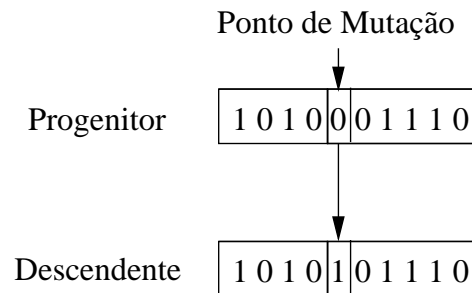 Ponto de Mutação
Progenitor 1 0 1 0 0 0 1 1 1 0
Descendente 1 0 1 0 1 0 1 1 1 0